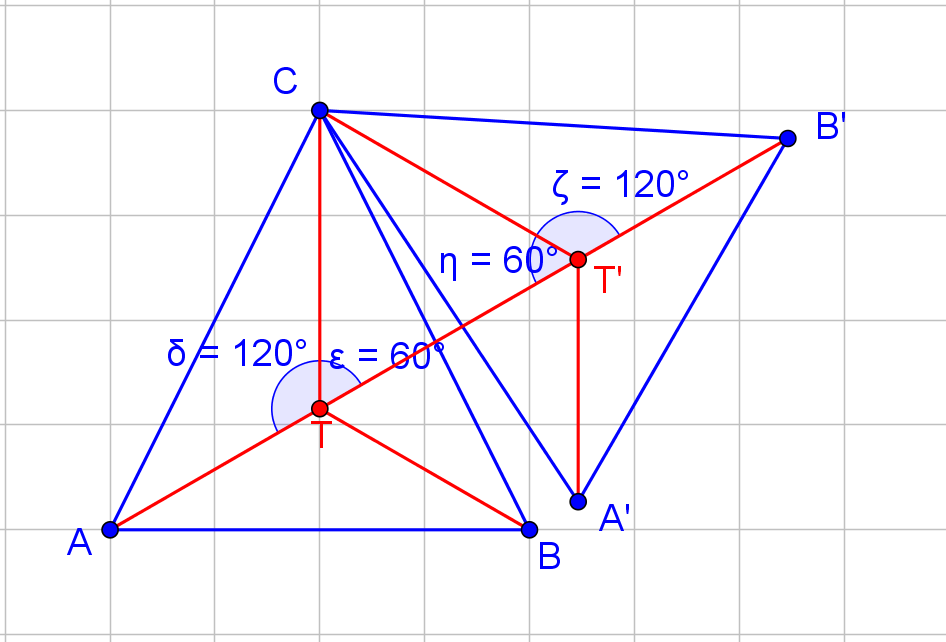 C
B'
ζ = 120°
η = 60°
T'
δ = 120°
ε = 60°
T
A
A'
B